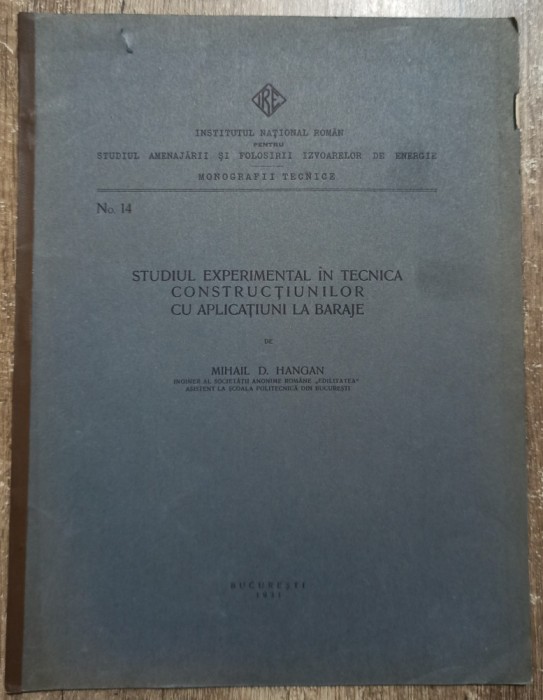 IRE
INSTITUTUL NAȚIONAL ROMÂN
PENTRU
STUDIUL AMENAJĂRII ȘI FOLOSIRII IZVOARELOR DE ENERGIE
MONOGRAFII TECNICE
No. 14
STUDIUL EXPERIMENTAL ÎN TECNICA
CONSTRUCȚIUNILOR
CU APLICAȚIUNI LA BARAJE
DE
MIHAIL D. HANGAN
INGINER AL SOCIETĂȚII ANONIME ROMÂNE „EDILITATEA"
ASISTENT LA ȘCOALA POLITECNICĂ DIN BUCUREȘTI
BUCUREȘTI
1931